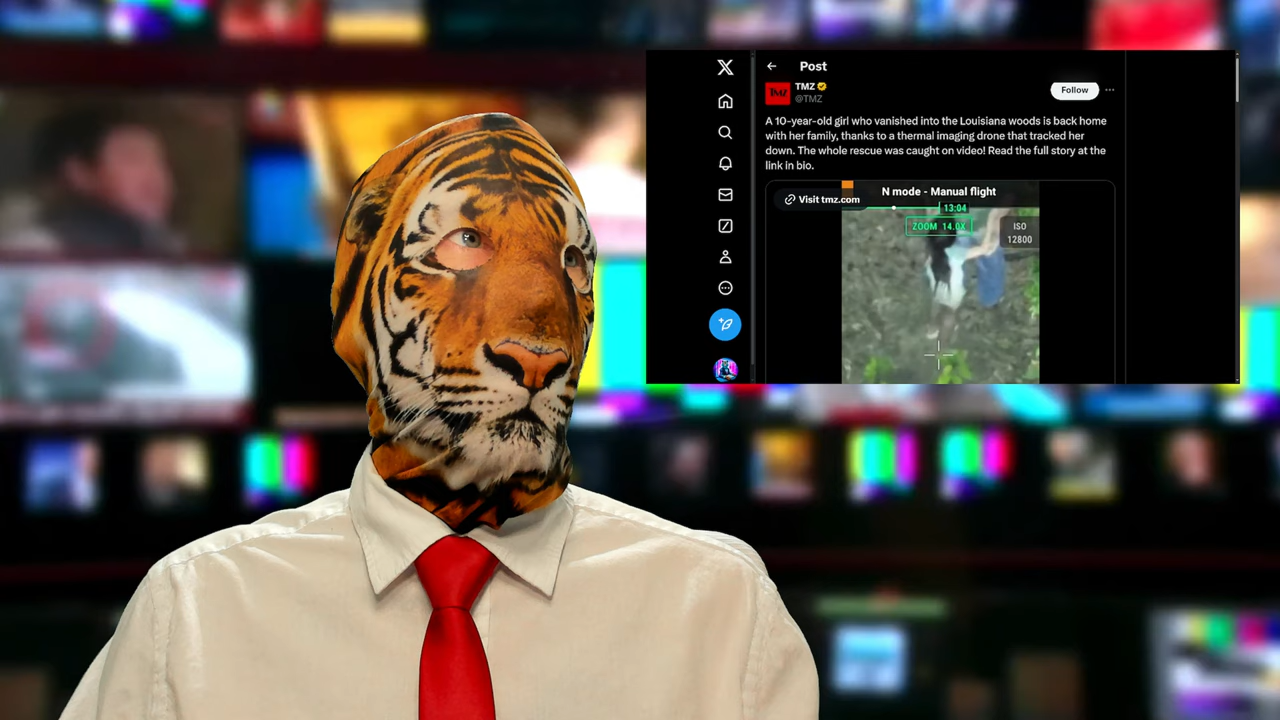 Post
TMZ
@TMZ
Follow
A 10-year-old girl who vanished into the Louisiana woods is back home
with her family, thanks to a thermal imaging drone that tracked her
down. The whole rescue was caught on video! Read the full story at the
link in bio.
N mode - Manual flight
Visit tmz.com
13:04
ZOOM 14.0X
ISO
12800